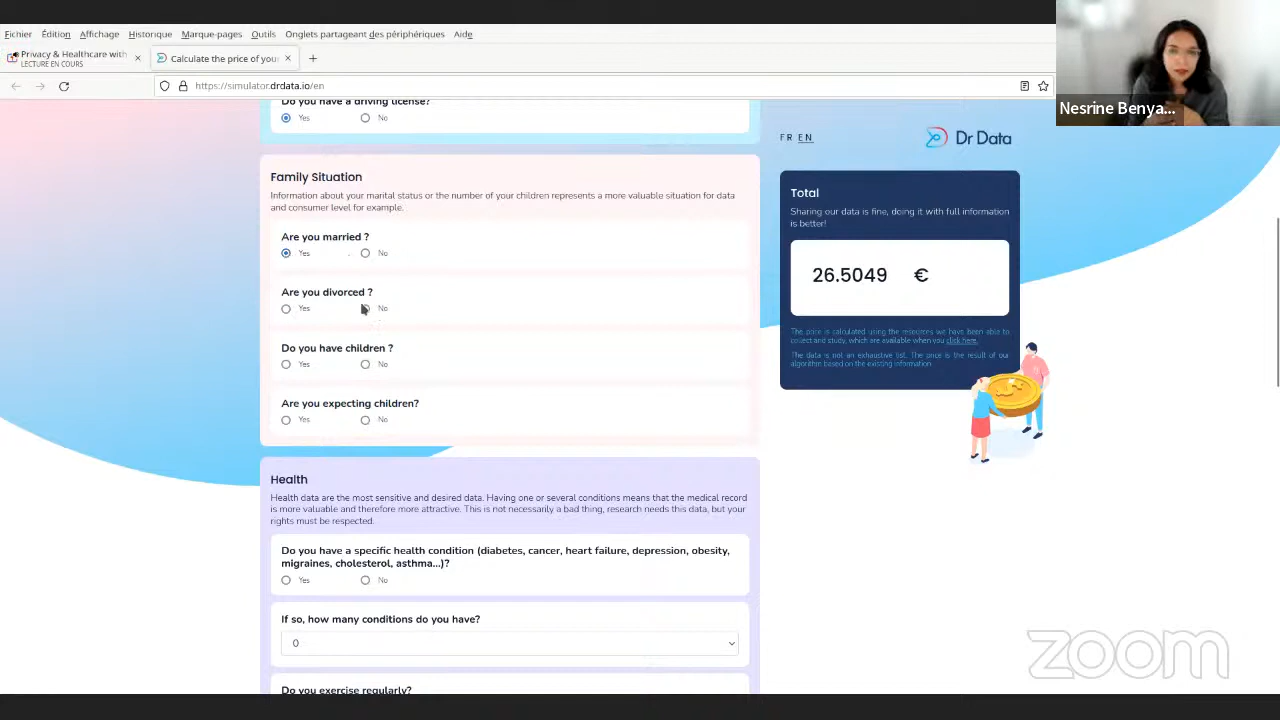 Fichier Édition Affichage Historique Marque-pages Outils Onglets partageant des périphériques Aide
Privacy & Healthcare with
LECTURE EN COURS
Calculate the price of your
https://simulator.drdata.io/en
Nesrine Benya...
Do you have a driving license?
Yes No
Family Situation
Information about your marital status or the number of your children represents a more valuable situation for data
and consumer level for example.
Are you married ?
Yes No
Are you divorced ?
Yes No
Do you have children ?
Yes No
Are you expecting children?
Yes No
Health
Health data are the most sensitive and desired data. Having one or several conditions means that the medical record
is more valuable and therefore more attractive. This is not necessarily a bad thing, research needs this data, but your
rights must be respected.
Do you have a specific health condition (diabetes, cancer, heart failure, depression, obesity,
migraines, cholesterol, asthma...)?
Yes No
If so, how many conditions do you have?
0
Do you exercise regularly?
FR EN
Dr Data
Total
Sharing our data is fine, doing it with full information
is better!
26.5049 €
The price is calculated using the resources we have been able to
collect and study, which are available when you click here.
The data is not an exhaustive list. The price is the result of our
algorithm based on the existing information
zoom